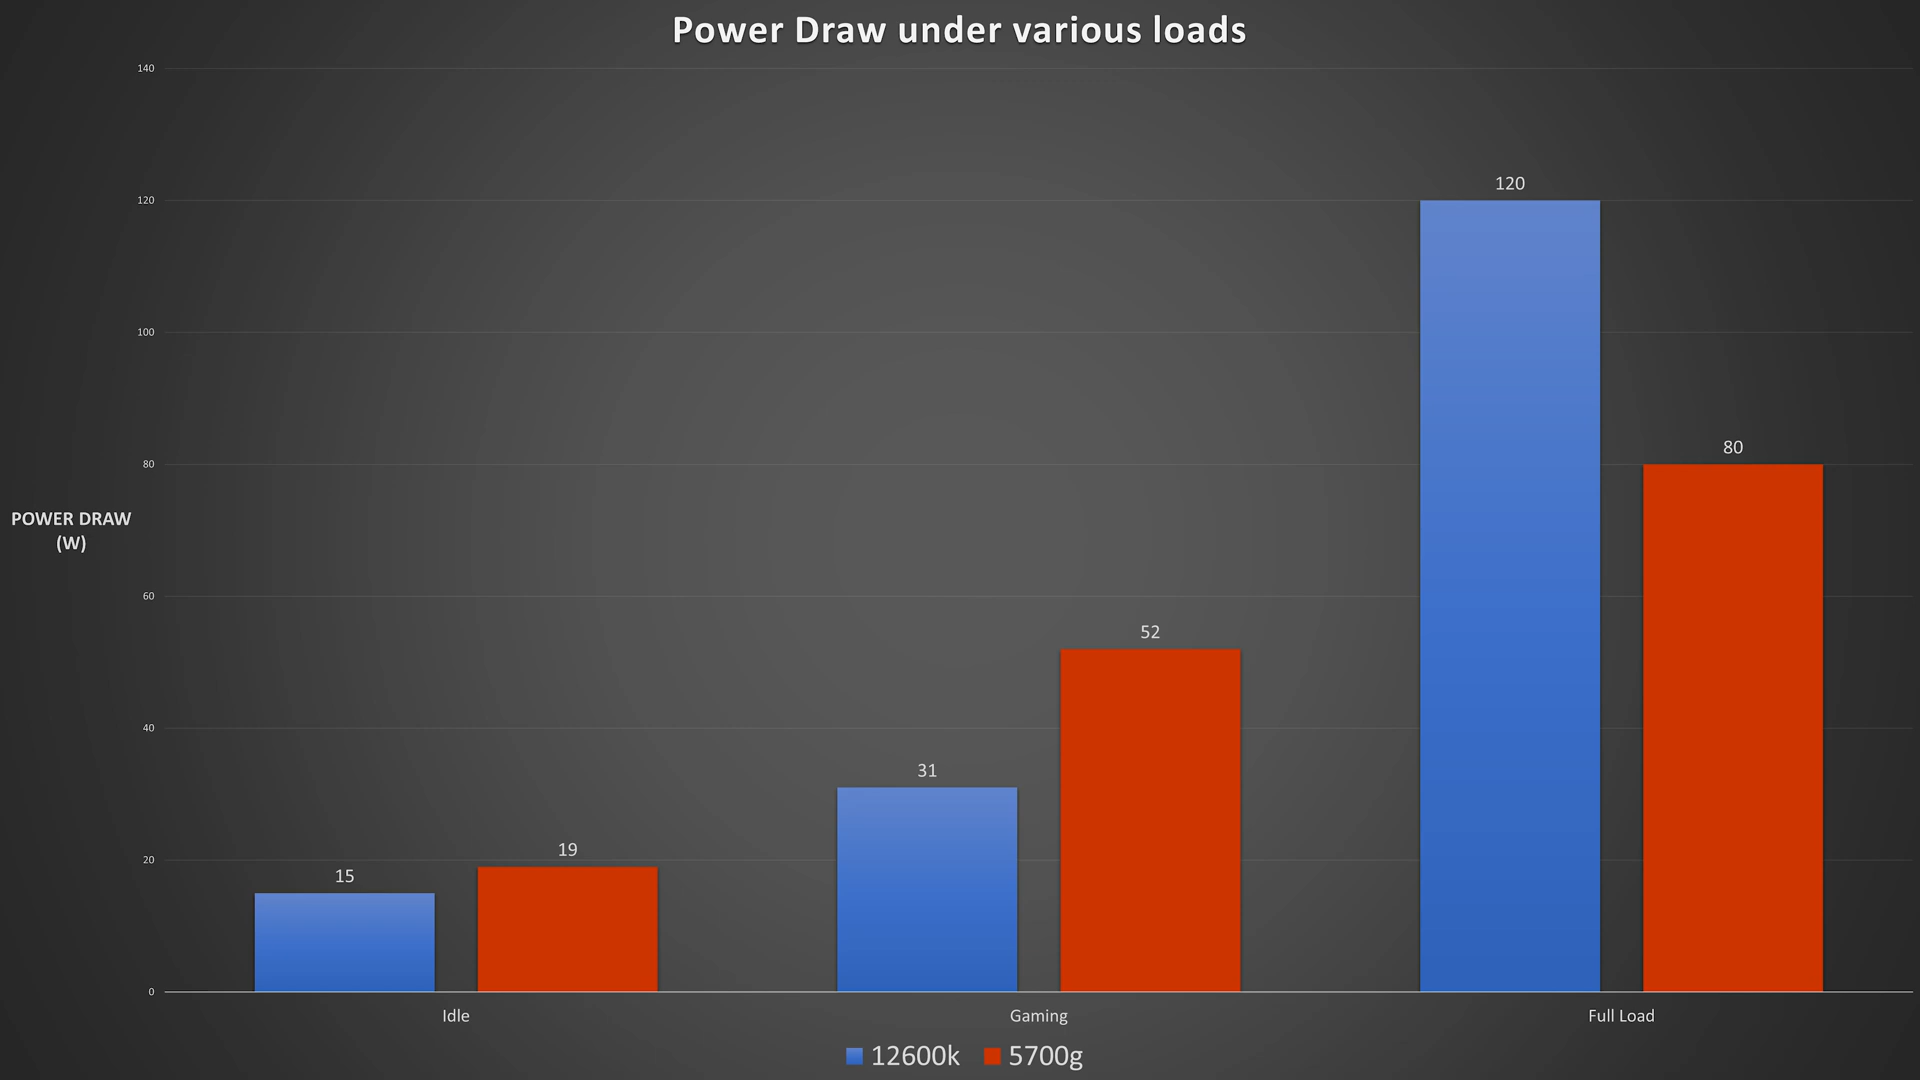 Power Draw under various loads
140
120
100
80
60
40
20
0
POWER DRAW
(W)
15
19
31
52
120
80
Idle
Gaming
Full Load
12600k
5700g